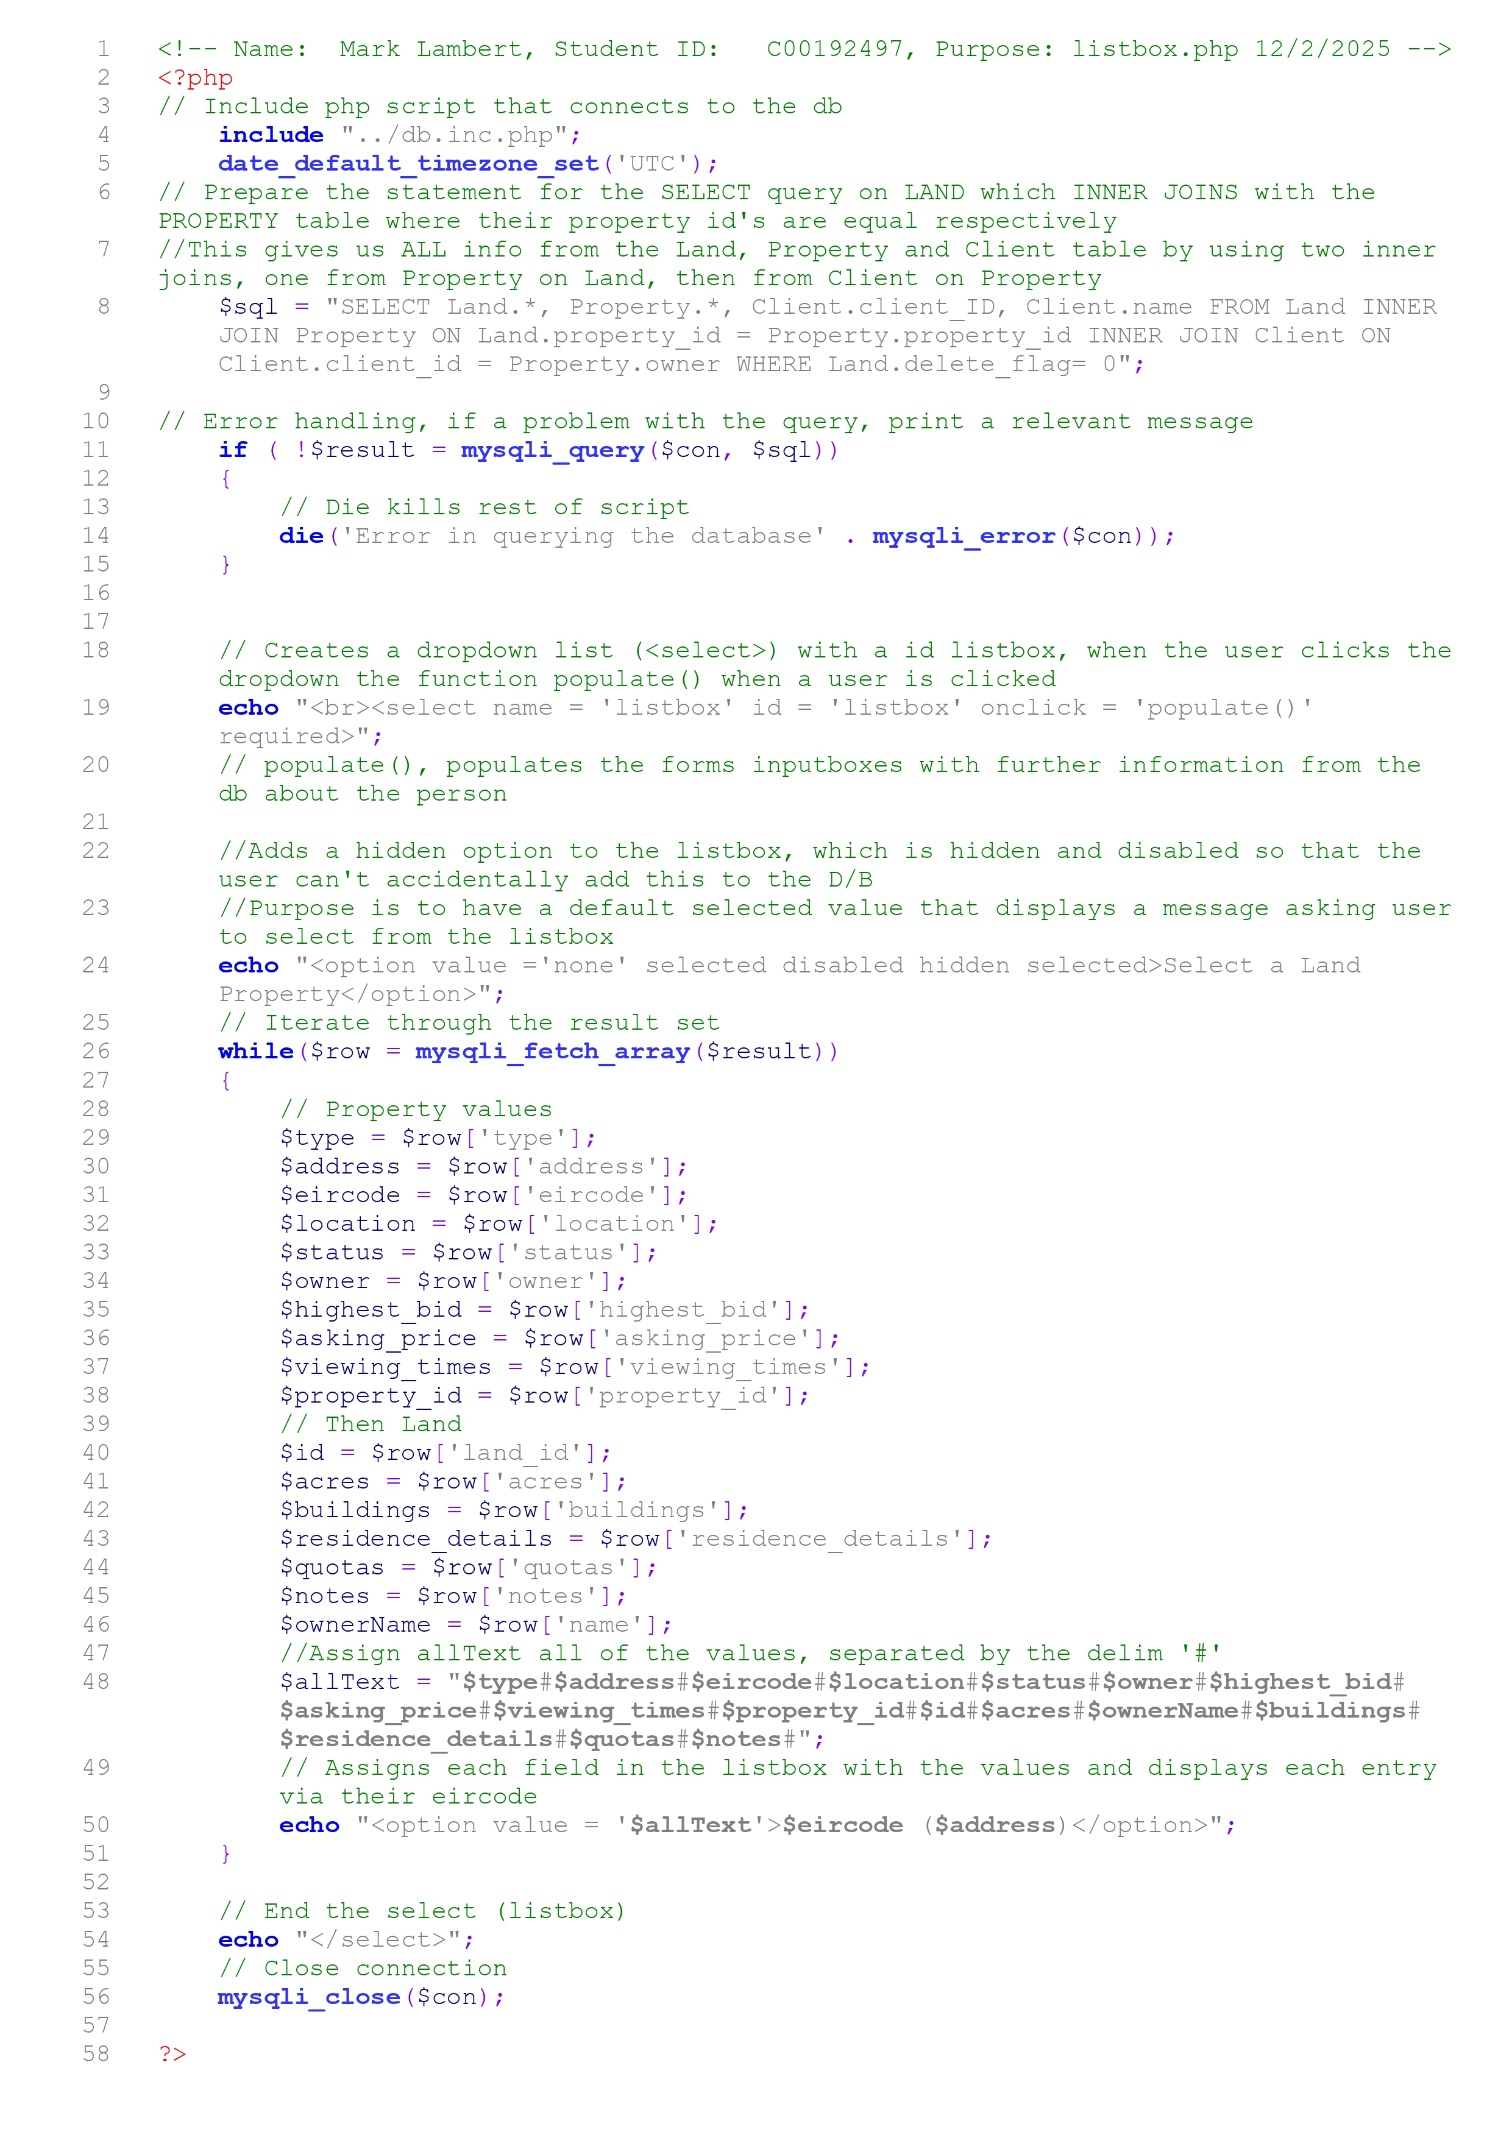 1 <!-- Name:  Mark Lambert, Student ID:   C00192497, Purpose: listbox.php 12/2/2025 -->
2 <?php
3 // Include php script that connects to the db
4     include "../db.inc.php";
5     date_default_timezone_set('UTC');
6 // Prepare the statement for the SELECT query on LAND which INNER JOINS with the
PROPERTY table where their property id's are equal respectively
7 //This gives us ALL info from the Land, Property and Client table by using two inner
joins, one from Property on Land, then from Client on Property
8     $sql = "SELECT Land.*, Property.*, Client.client_ID, Client.name FROM Land INNER
JOIN Property ON Land.property_id = Property.property_id INNER JOIN Client ON
Client.client_id = Property.owner WHERE Land.delete_flag= 0";
9
10 // Error handling, if a problem with the query, print a relevant message
11     if ( !$result = mysqli_query($con, $sql))
12     {
13         // Die kills rest of script
14         die('Error in querying the database' . mysqli_error($con));
15     }
16
17
18     // Creates a dropdown list (<select>) with a id listbox, when the user clicks the
dropdown the function populate() when a user is clicked
19     echo "<br><select name = 'listbox' id = 'listbox' onclick = 'populate()'
required>";
20     // populate(), populates the forms inputboxes with further information from the
db about the person
21
22     //Adds a hidden option to the listbox, which is hidden and disabled so that the
user can't accidentally add this to the D/B
23     //Purpose is to have a default selected value that displays a message asking user
to select from the listbox
24     echo "<option value ='none' selected disabled hidden selected>Select a Land
Property</option>";
25     // Iterate through the result set
26     while($row = mysqli_fetch_array($result))
27     {
28         // Property values
29         $type = $row['type'];
30         $address = $row['address'];
31         $eircode = $row['eircode'];
32         $location = $row['location'];
33         $status = $row['status'];
34         $owner = $row['owner'];
35         $highest_bid = $row['highest_bid'];
36         $asking_price = $row['asking_price'];
37         $viewing_times = $row['viewing_times'];
38         $property_id = $row['property_id'];
39         // Then Land
40         $id = $row['land_id'];
41         $acres = $row['acres'];
42         $buildings = $row['buildings'];
43         $residence_details = $row['residence_details'];
44         $quotas = $row['quotas'];
45         $notes = $row['notes'];
46         $ownerName = $row['name'];
47         //Assign allText all of the values, separated by the delim '#'
48         $allText = "$type#$address#$eircode#$location#$status#$owner#$highest_bid#
$asking_price#$viewing_times#$property_id#$id#$acres#$ownerName#$buildings#
$residence_details#$quotas#$notes#";
49         // Assigns each field in the listbox with the values and displays each entry
via their eircode
50         echo "<option value = '$allText'>$eircode ($address)</option>";
51     }
52
53     // End the select (listbox)
54     echo "</select>";
55     // Close connection
56     mysqli_close($con);
57
58 ?>